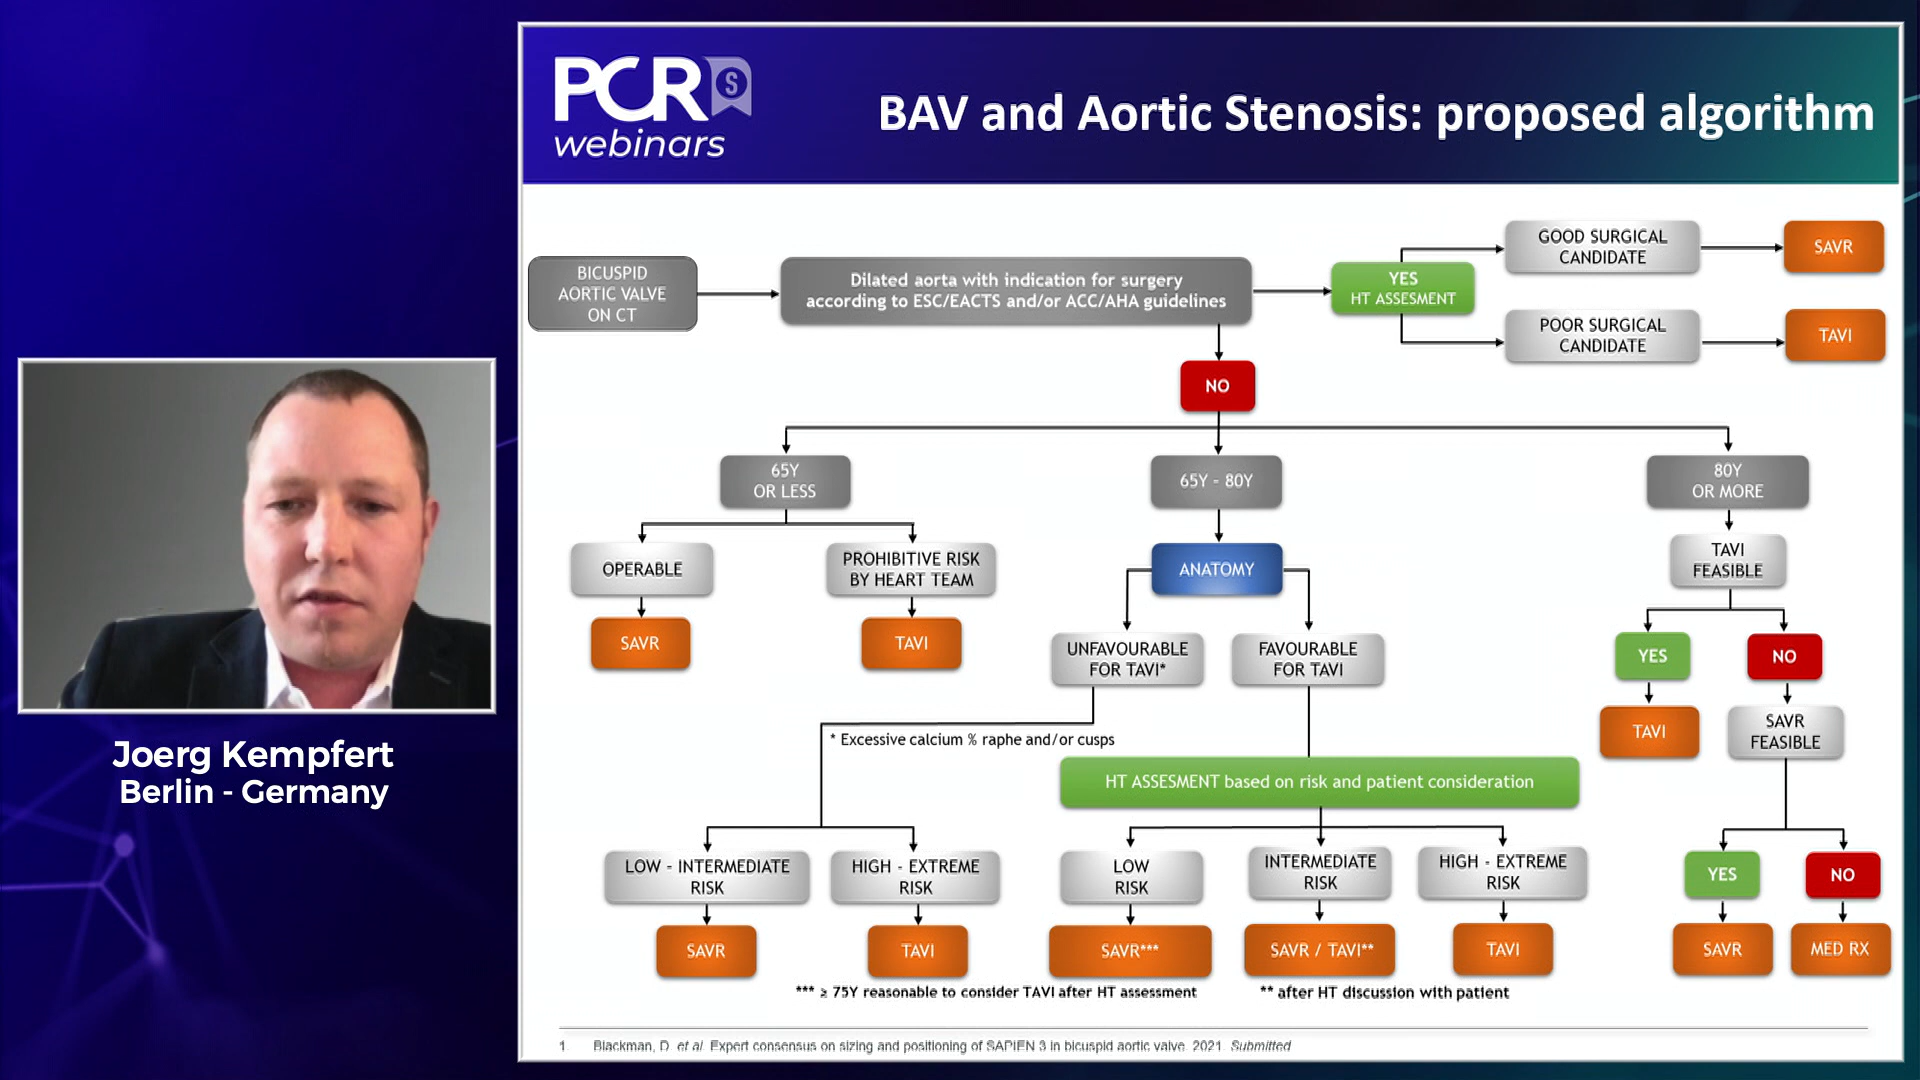 PCR S
webinars
BAV and Aortic Stenosis: proposed algorithm
BICUSPID
AORTIC VALVE
ON CT
Dilated aorta with indication for surgery
according to ESC/EACTS and/or ACC/AHA guidelines
YES
HT ASSESMENT
GOOD SURGICAL
CANDIDATE
SAVR
POOR SURGICAL
CANDIDATE
TAVI
NO
65Y
OR LESS
65Y - 80Y
80Y
OR MORE
OPERABLE
PROHIBITIVE RISK
BY HEART TEAM
ANATOMY
TAVI
FEASIBLE
SAVR
TAVI
UNFAVOURABLE
FOR TAVI*
FAVOURABLE
FOR TAVI
YES
NO
TAVI
SAVR
FEASIBLE
* Excessive calcium % raphe and/or cusps
HT ASSESMENT based on risk and patient consideration
LOW - INTERMEDIATE
RISK
HIGH - EXTREME
RISK
LOW
RISK
INTERMEDIATE
RISK
HIGH - EXTREME
RISK
YES
NO
SAVR
TAVI
SAVR***
SAVR / TAVI**
TAVI
SAVR
MED RX
*** ≥ 75Y reasonable to consider TAVI after HT assessment
** after HT discussion with patient
1. Blackman, D. et al. Expert consensus on sizing and positioning of SAPIEN 3 in bicuspid aortic valve. 2021. Submitted
Joerg Kempfert
Berlin - Germany